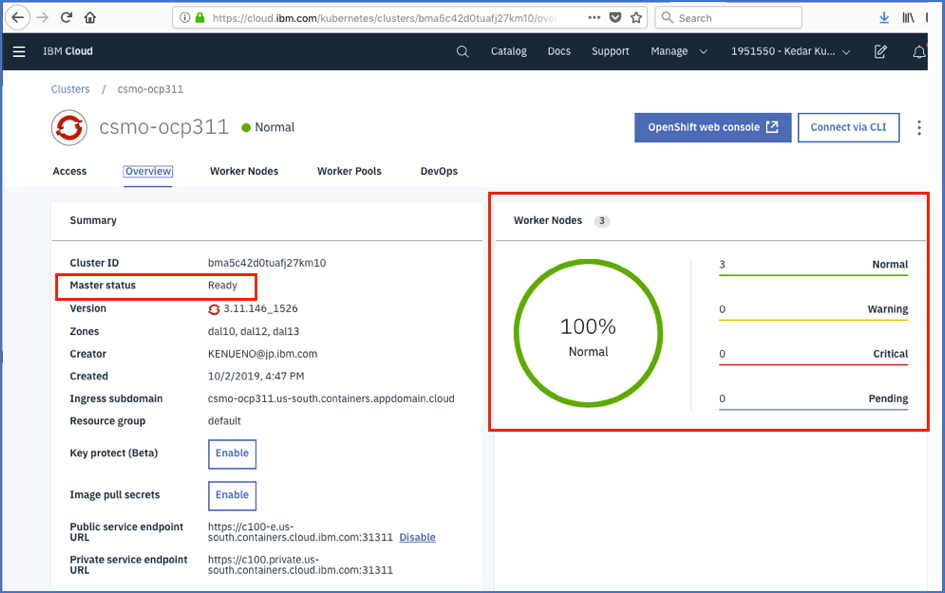 https://cloud.ibm.com/kubernetes/clusters/bma5c42d0tuafj27km10/over
Search
IBM Cloud
Catalog
Docs
Support
Manage
1951550 - Kedar Ku...
Clusters / csmo-ocp311
csmo-ocp311
Normal
OpenShift web console
Connect via CLI
Access
Overview
Worker Nodes
Worker Pools
DevOps
Summary
Cluster ID bma5c42d0tuafj27km10
Master status Ready
Version 3.11.146_1526
Zones dal10, dal12, dal13
Creator KENUENO@jp.ibm.com
Created 10/2/2019, 4:47 PM
Ingress subdomain csmo-ocp311.us-south.containers.appdomain.cloud
Resource group default
Key protect (Beta) Enable
Image pull secrets Enable
Public service endpoint URL
https://c100-e.us-
south.containers.cloud.ibm.com:31311 Disable
Private service endpoint URL
https://c100.private.us-
south.containers.cloud.ibm.com:31311
Worker Nodes 3
100%
Normal
3 Normal
0 Warning
0 Critical
0 Pending